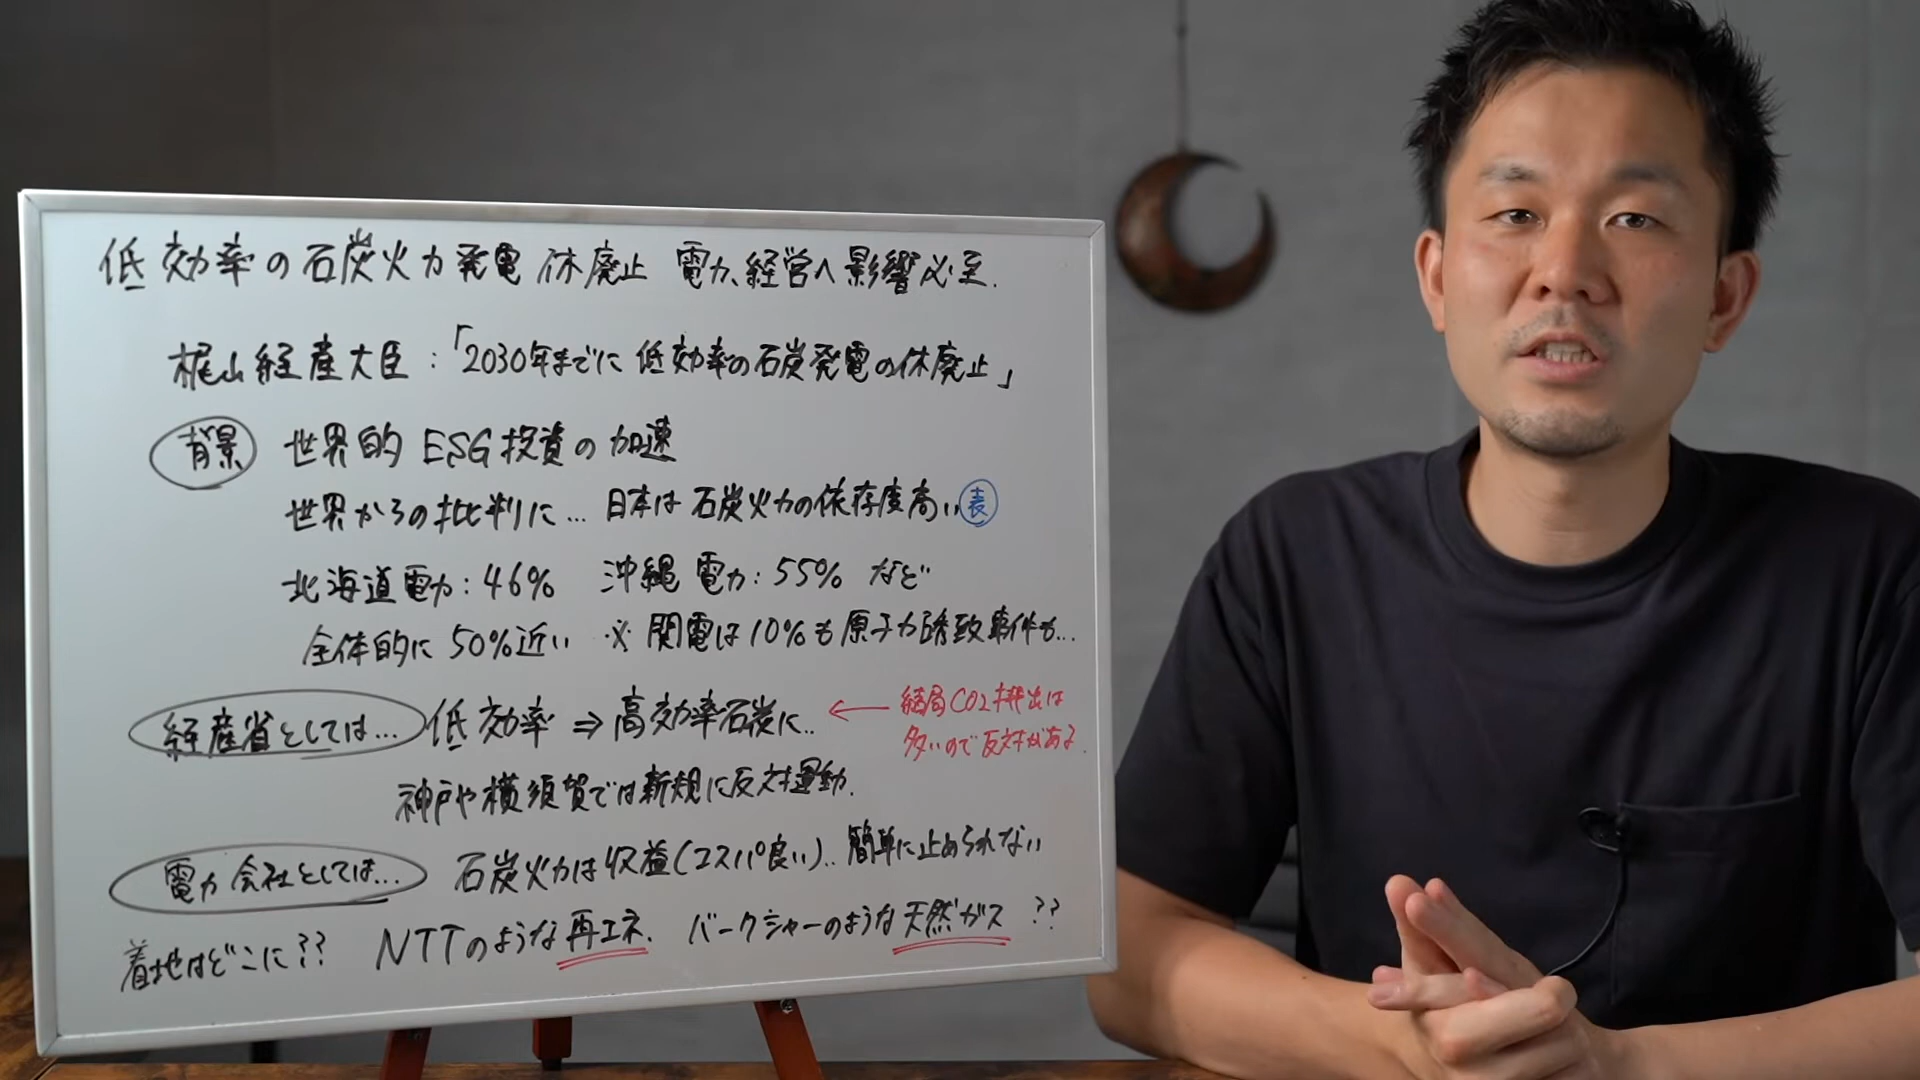 低効率の石炭火力発電 休廃止 電力、経営へ影響必至.
梶山経産大臣:「2030年までに低効率の石炭発電の休廃止」
背景 世界的 ESG投資の加速
世界からの批判に… 日本は石炭火力の依存度高い 表
北海道電力:46% 沖縄電力:55% など
全体的に50%近い ※ 関電は10%も原子力誘致事件も…
経産省としては… 低効率⇒高効率石炭に..
← 結局CO2排出は
多いので反対がある.
神戸や横須賀では新規に反対運動.
電力会社としては… 石炭火力は収益(コスパ良い).. 簡単に止められない
着地はどこに?? NTTのような再エネ. バークシャーのような天然ガス??